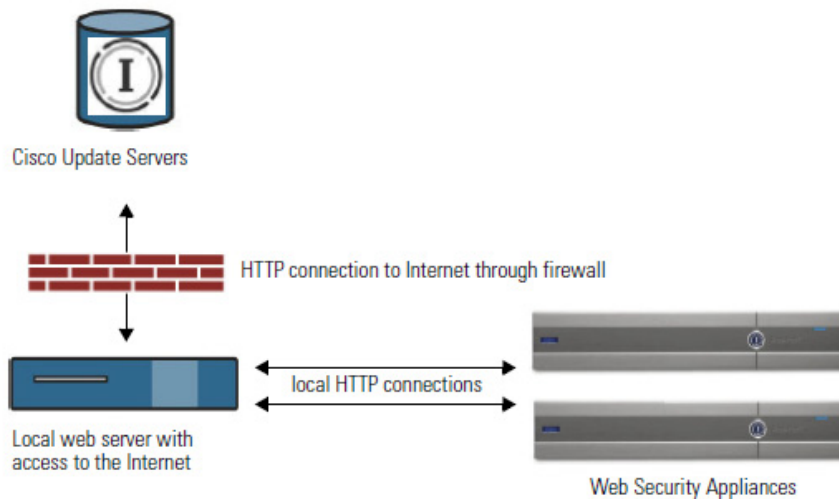 I
Cisco Update Servers
HTTP connection to Internet through firewall
local HTTP connections
Local web server with
access to the Internet
Web Security Appliances